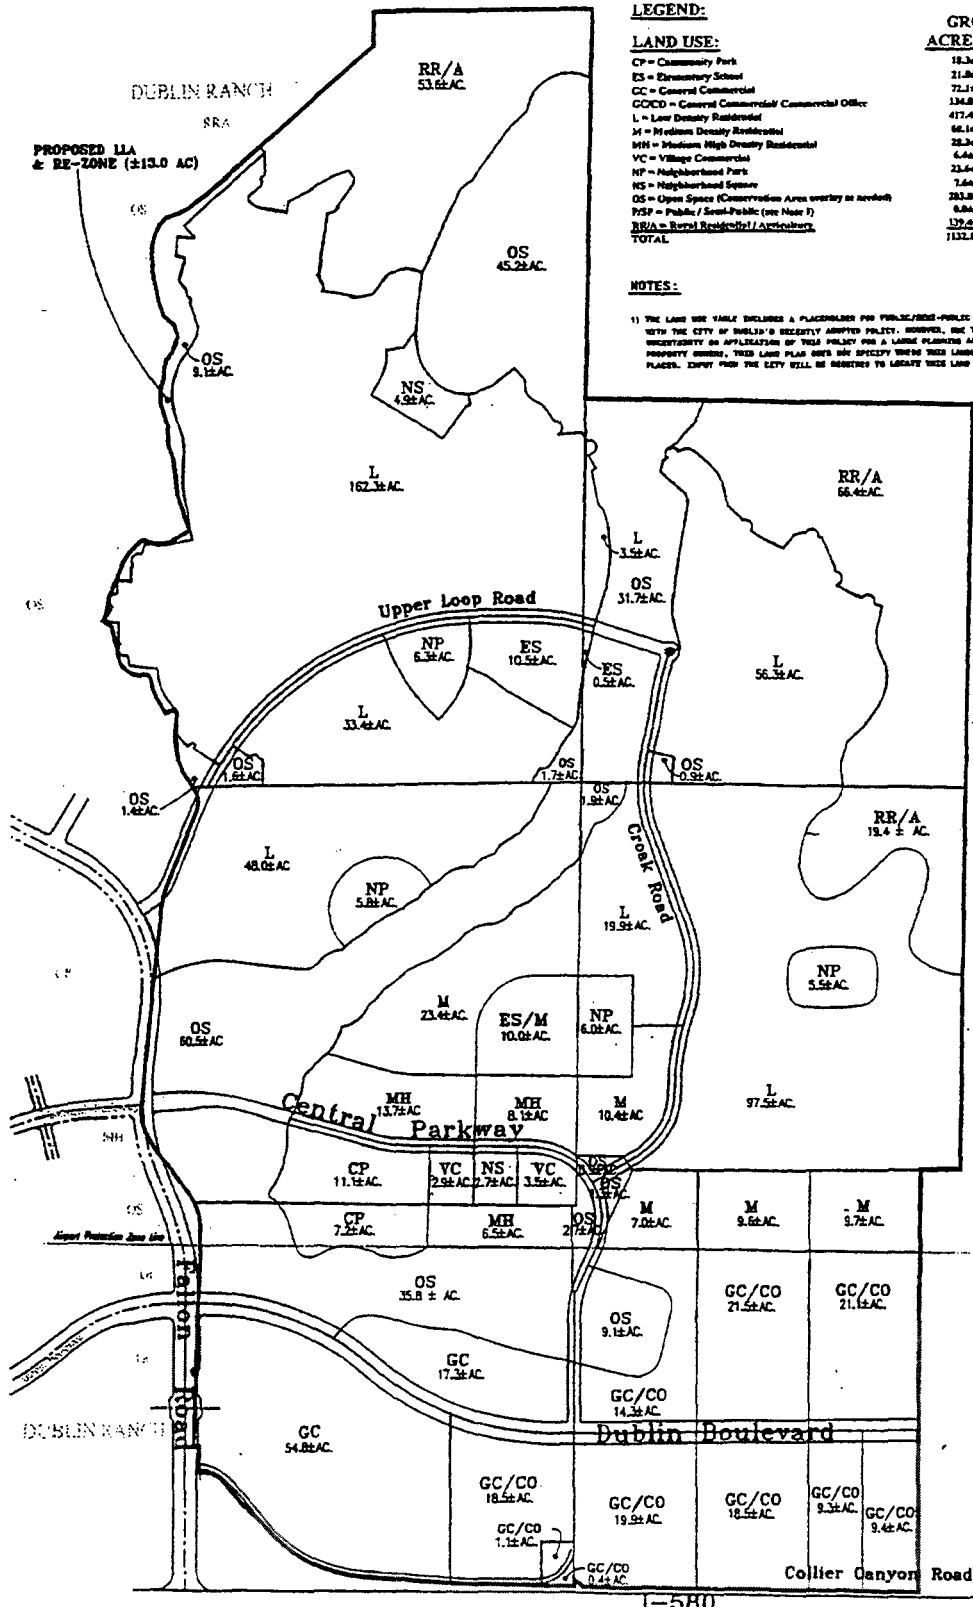 LEGEND:
GRO
LAND USE:
ACRE
CP = Community Park
ES = Elementary School
GC = General Commercial
GC/CO = General Commercial/ Commercial Office
L = Low Density Residential
M = Medium Density Residential
MH = Medium High Density Residential
VC = Village Commercial
NP = Neighborhood Park
NS = Neighborhood Square
OS = Open Space (Conservation Area overlay as needed)
P/SP = Public / Semi-Public (see Note 1)
RR/A = Rural Residential / Agriculture
TOTAL
NOTES:
DUBLIN RANCH
RRA
PROPOSED LLA
& RE-ZONE (±13.0 AC)
OS
RR/A
53.6±AC.
OS
45.2±AC.
OS
9.1±AC.
NS
4.9±AC.
L
162.3±AC.
RR/A
66.4±AC.
L
3.5±AC.
OS
31.7±AC.
OS
Upper Loop Road
NP
6.3±AC.
ES
10.5±AC.
ES
0.5±AC.
L
56.3±AC.
L
33.4±AC.
OS
1.6±AC.
OS
1.7±AC.
OS
0.9±AC.
OS
1.4±AC.
OS
1.9±AC.
RR/A
19.4 ± AC.
L
48.0±AC.
NP
5.8±AC.
Croak Road
L
19.9±AC.
NP
5.5±AC.
M
23.4±AC.
ES/M
10.0±AC.
NP
6.0±AC.
OS
60.5±AC
MH
13.7±AC.
MH
8.1±AC
M
10.4±AC.
L
97.5±AC.
Central Parkway
CP
11.1±AC.
VC
2.9±AC.
NS
2.7±AC.
VC
3.5±AC.
OS
OS
CP
7.2±AC.
MH
6.5±AC.
OS
2.7±AC.
M
7.0±AC.
M
9.6±AC.
M
9.7±AC.
OS
Airport Protection Zone Line
OS
35.8 ± AC.
GC/CO
21.5±AC.
GC/CO
21.1±AC.
OS
9.1±AC.
GC
17.3±AC.
GC/CO
14.3±AC.
Fallon Road
DUBLIN RANCH
GC
54.8±AC.
Dublin Boulevard
GC/CO
18.5±AC.
GC/CO
19.9±AC.
GC/CO
18.5±AC.
GC/CO
9.3±AC.
GC/CO
9.4±AC.
GC/CO
1.1±AC.
GC/CO
0.4±AC.
Collier Canyon Road
I-580